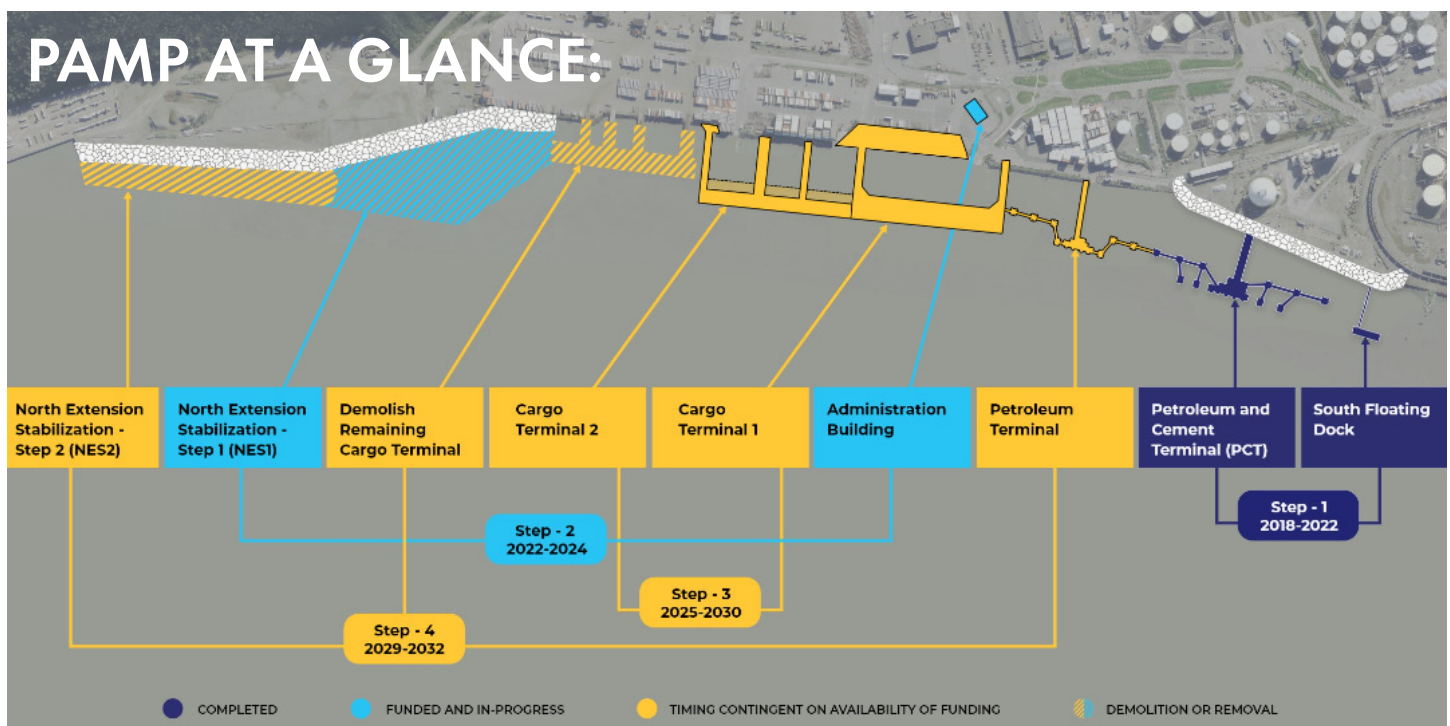 PAMP AT A GLANCE:
North Extension
Stabilization -
Step 2 (NES2)
North Extension
Stabilization -
Step 1 (NES1)
Demolish
Remaining
Cargo Terminal
Cargo
Terminal 2
Cargo
Terminal 1
Administration
Building
Petroleum
Terminal
Petroleum and
Cement
Terminal (PCT)
South Floating
Dock
Step - 1
2018-2022
Step - 2
2022-2024
Step - 3
2025-2030
Step - 4
2029-2032
COMPLETED
FUNDED AND IN-PROGRESS
TIMING CONTINGENT ON AVAILABILITY OF FUNDING
DEMOLITION OR REMOVAL